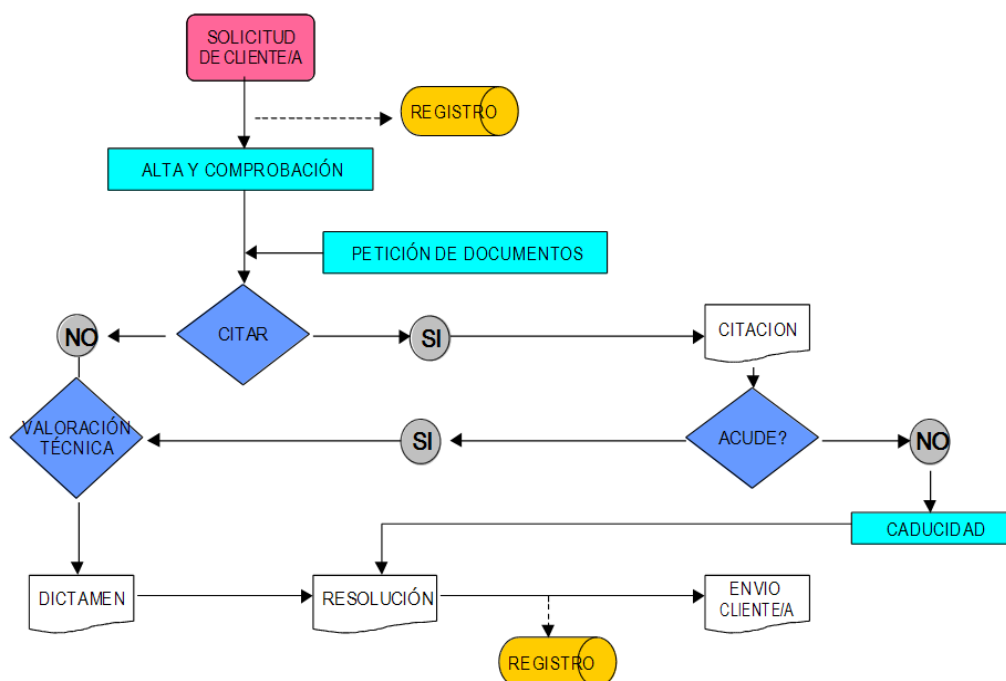 SOLICITUD
DE CLIENTE/A
REGISTRO
ALTA Y COMPROBACIÓN
PETICIÓN DE DOCUMENTOS
NO
CITAR
SI
CITACION
VALORACIÓN
TÉCNICA
SI
ACUDE?
NO
CADUCIDAD
DICTAMEN
RESOLUCIÓN
ENVIO
CLIENTE/A
REGISTRO